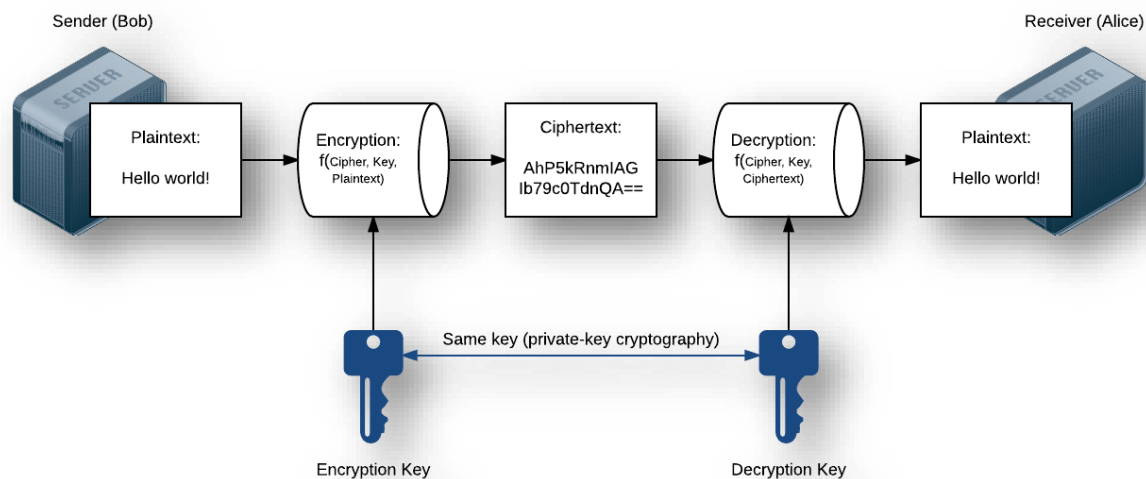 Sender (Bob)
Receiver (Alice)
SERVER
SERVER
Plaintext:
Hello world!
Encryption:
f(Cipher, Key,
Plaintext)
Ciphertext:
AhP5kRnmIAG
Ib79c0TdnQA==
Decryption:
f(Cipher, Key,
Ciphertext)
Plaintext:
Hello world!
Same key (private-key cryptography)
Encryption Key
Decryption Key